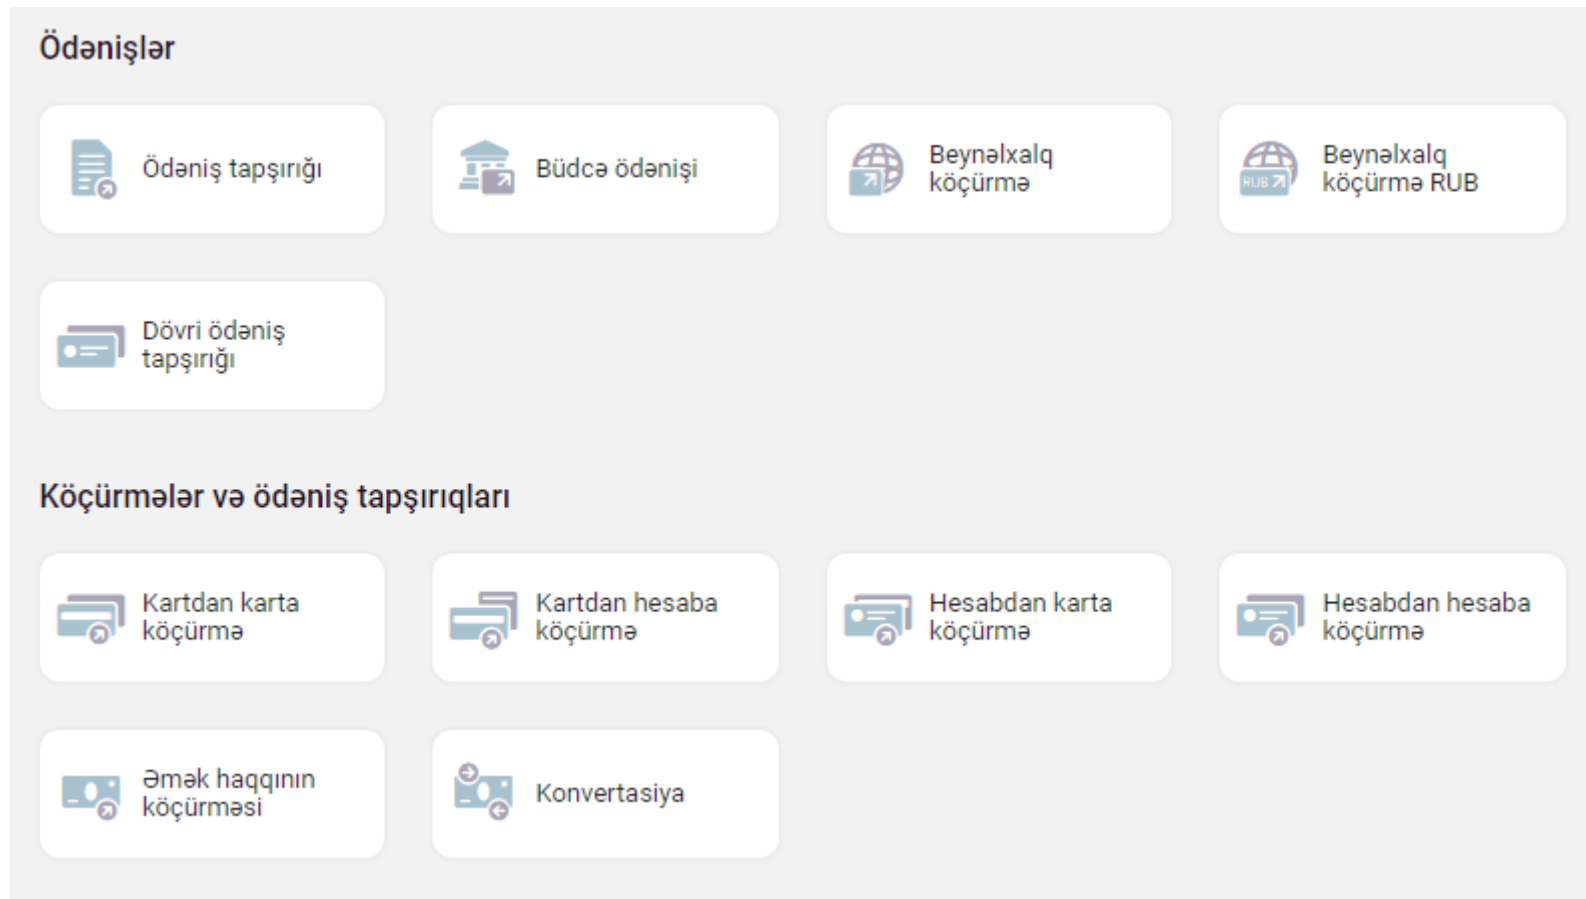 Ödənişlər
Ödəniş tapşırığı
Büdcə ödənişi
Beynəlxalq
köçürmə
Beynəlxalq
köçürmə RUB
RUB
Dövri ödəniş
tapşırığı
Köçürmələr və ödəniş tapşırıqları
Kartdan karta
köçürmə
Kartdan hesaba
köçürmə
Hesabdan karta
köçürmə
Hesabdan hesaba
köçürmə
Əmək haqqının
köçürməsi
Konvertasiya